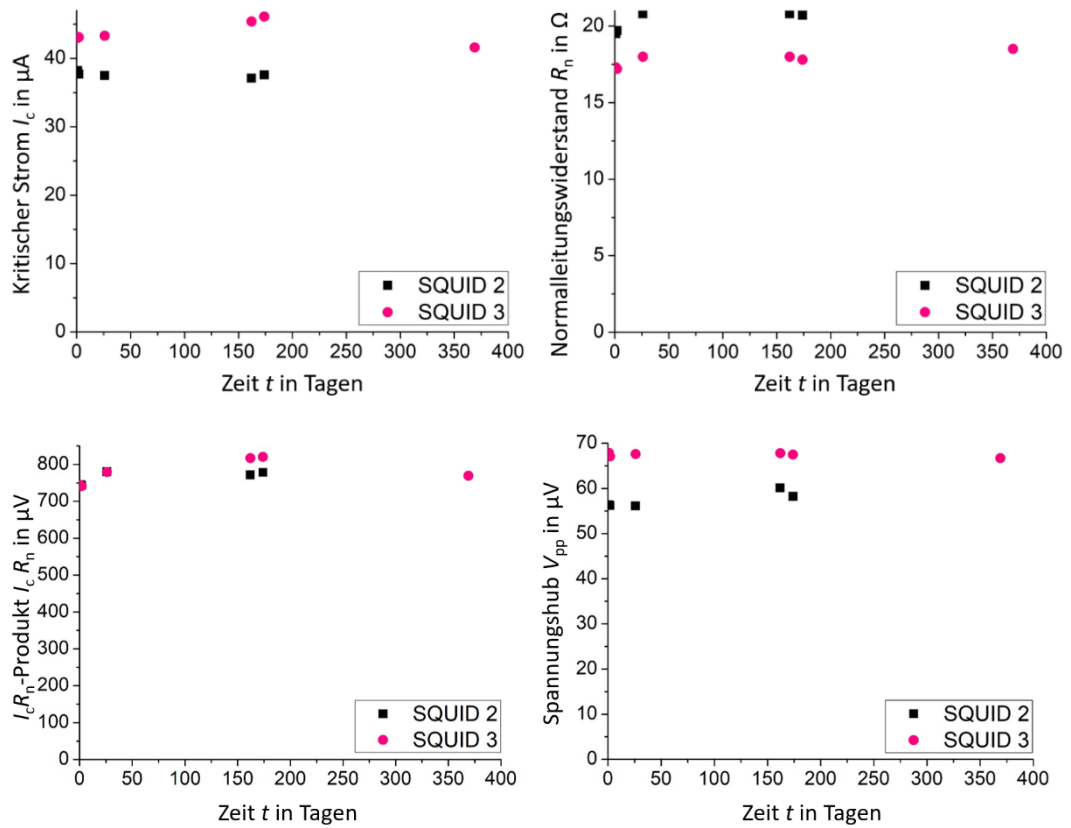 Kritischer Strom Ic in µA
40
30
20
10
0
SQUID 2
SQUID 3
0 50 100 150 200 250 300 350 400
Zeit t in Tagen
Normalleitungswiderstand Rn in Ω
20
15
10
5
0
SQUID 2
SQUID 3
0 50 100 150 200 250 300 350 400
Zeit t in Tagen
IcRn-Produkt Ic Rn in µV
800
700
600
500
400
300
200
100
0
SQUID 2
SQUID 3
0 50 100 150 200 250 300 350 400
Zeit t in Tagen
Spannungshub Vpp in µV
70
60
50
40
30
20
10
0
SQUID 2
SQUID 3
0 50 100 150 200 250 300 350 400
Zeit t in Tagen